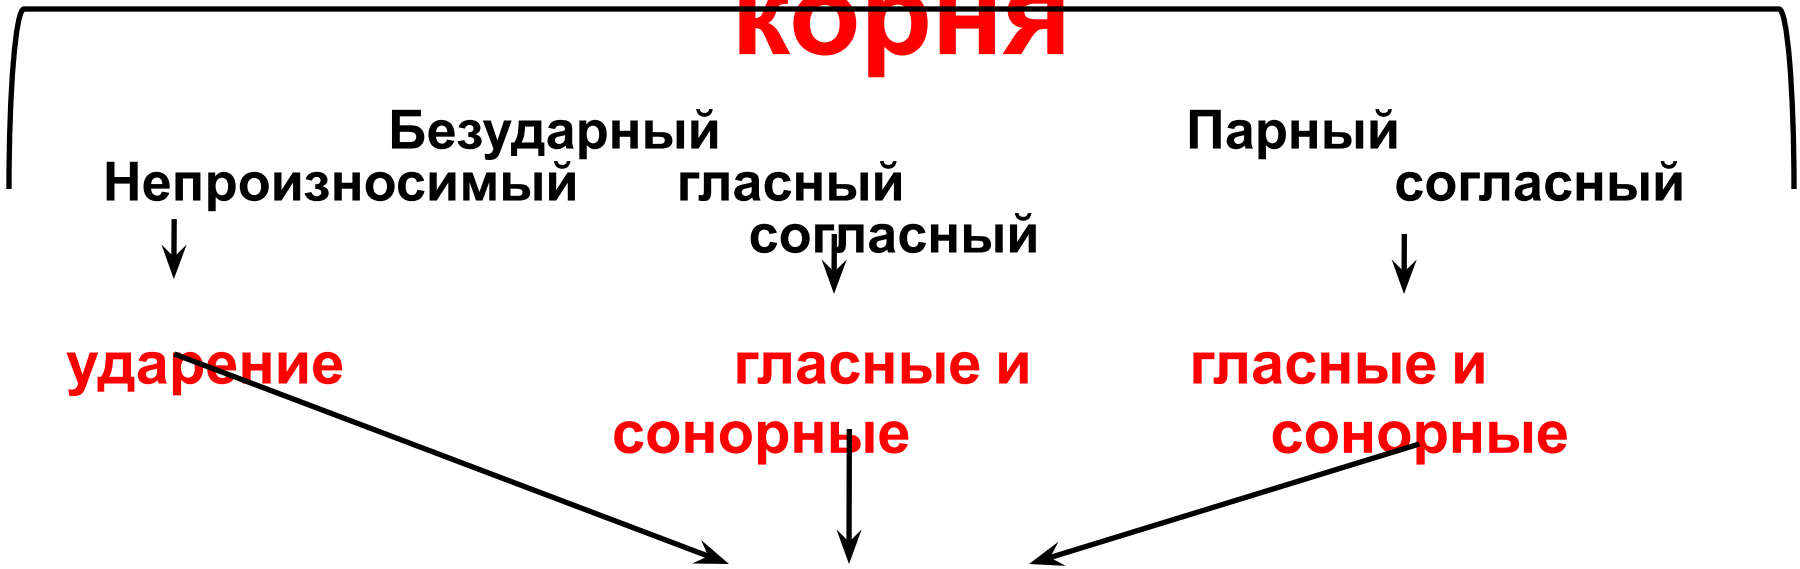 корня
Безударный Парный
Непроизносимый гласный согласный
согласный
ударение гласные и гласные и
сонорные сонорные